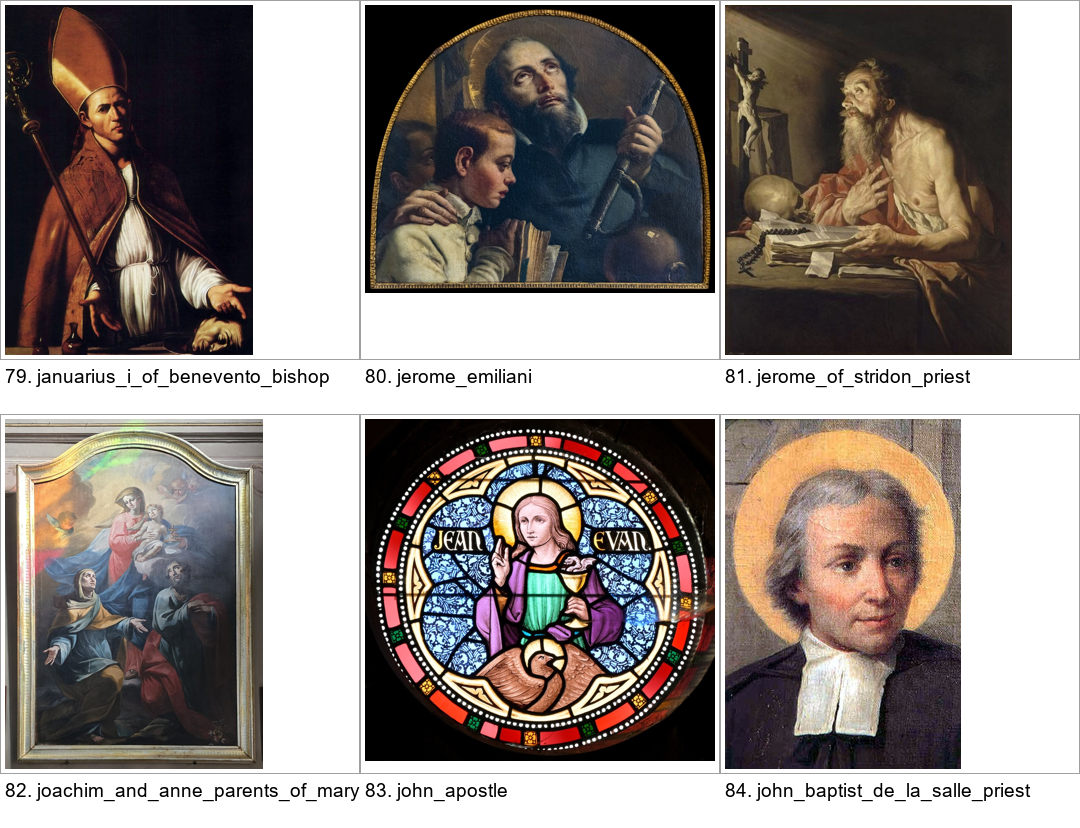 79. januarius_i_of_benevento_bishop
80. jerome_emiliani
81. jerome_of_stridon_priest
JEAN EVAN
82. joachim_and_anne_parents_of_mary
83. john_apostle
84. john_baptist_de_la_salle_priest